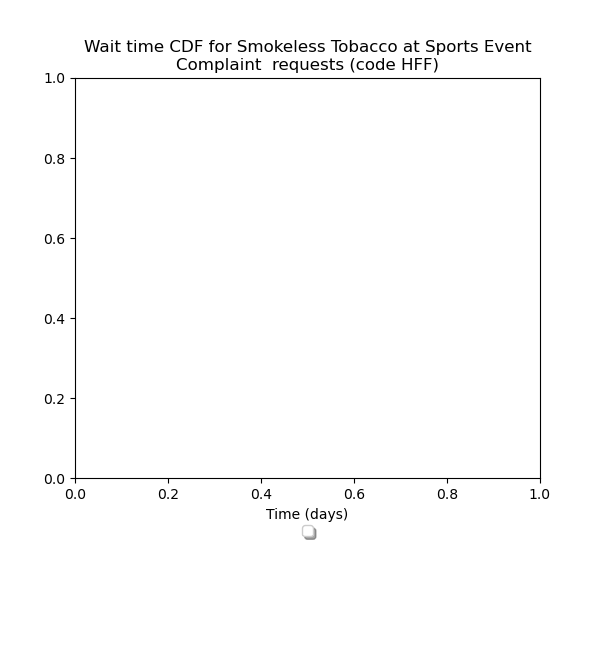 Wait time CDF for Smokeless Tobacco at Sports Event
Complaint  requests (code HFF)
1.0
0.8
0.6
0.4
0.2
0.0
0.0 0.2 0.4 0.6 0.8 1.0
Time (days)